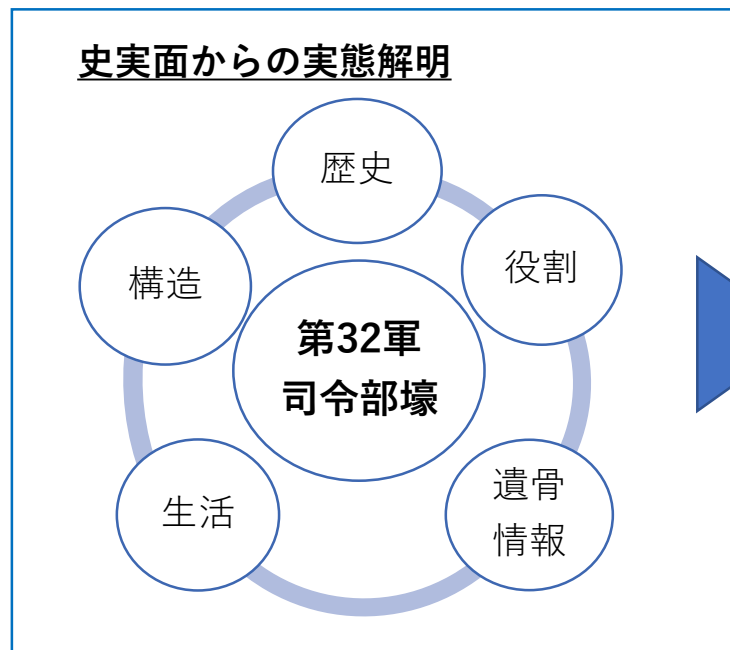 史実面からの実態解明
歴史
役割
構造
第32軍
司令部壕
遺骨
情報
生活